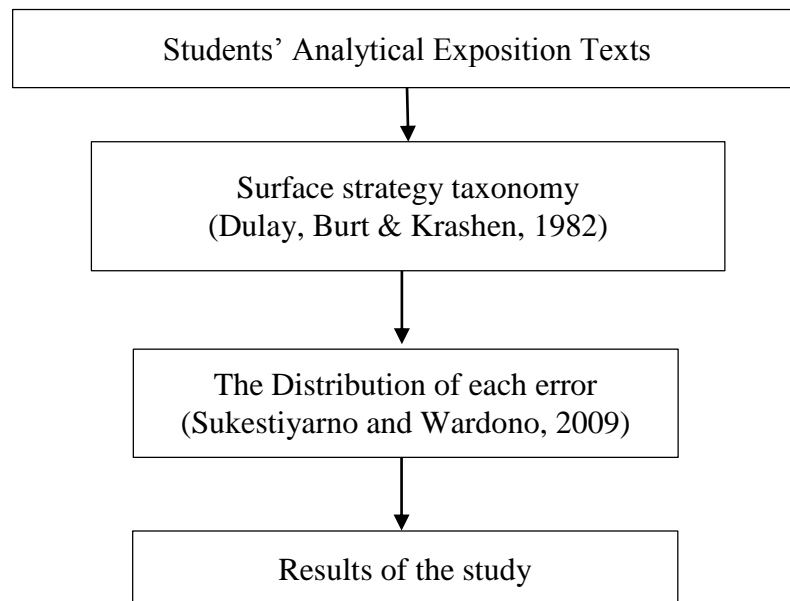 Students’ Analytical Exposition Texts
Surface strategy taxonomy
(Dulay, Burt & Krashen, 1982)
The Distribution of each error
(Sukestiyarno and Wardono, 2009)
Results of the study